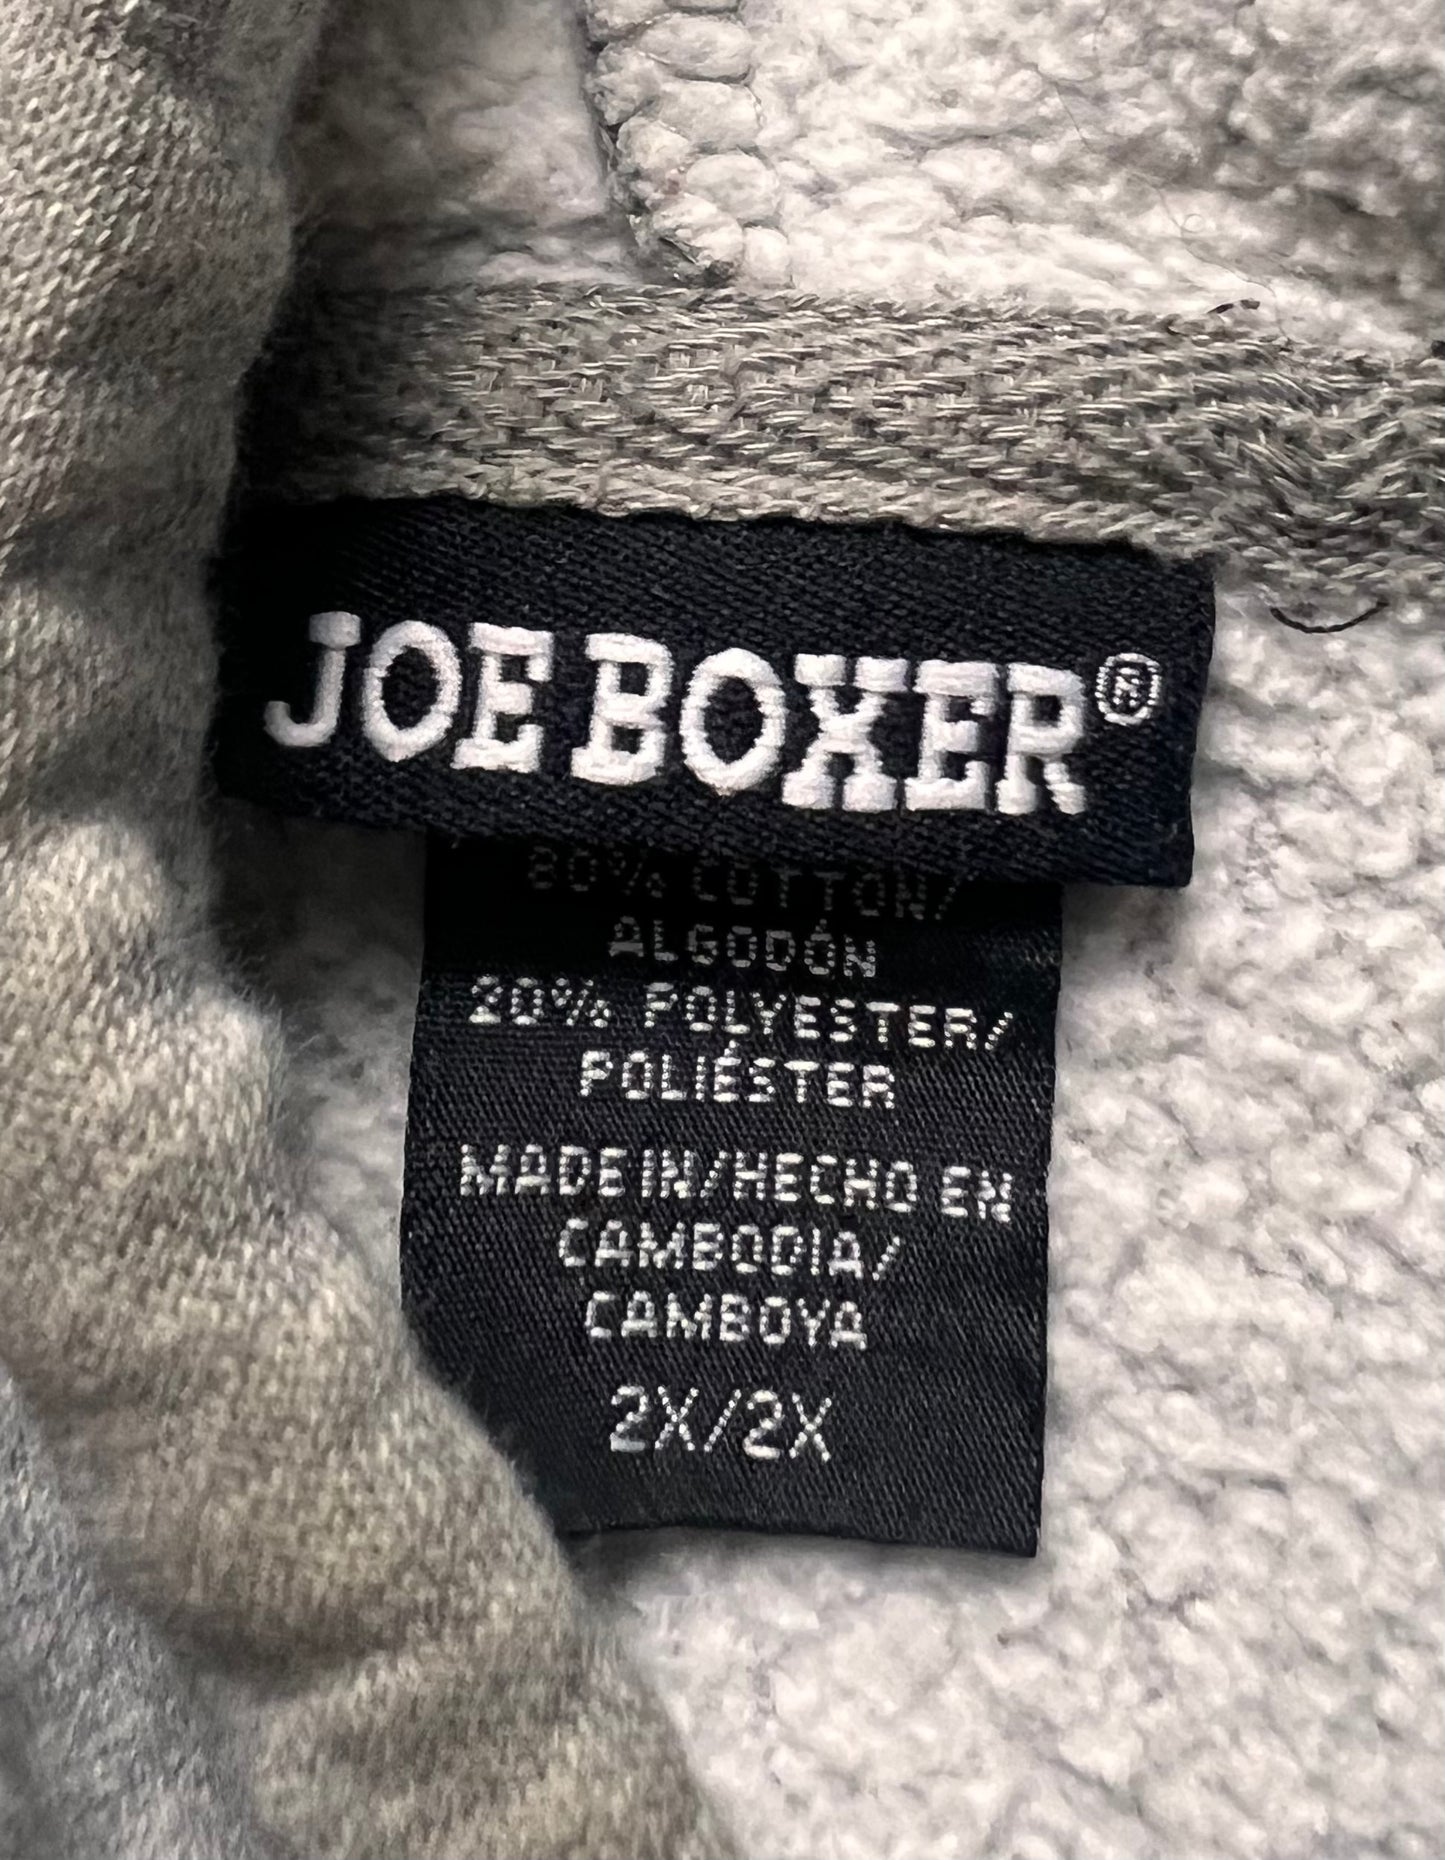 JOE BOXER®
80% COTTON/
ALGODÓN
20% POLYESTER/
POLIÉSTER
MADE IN/HECHO EN
CAMBODIA/
CAMBOYA
2X/2X